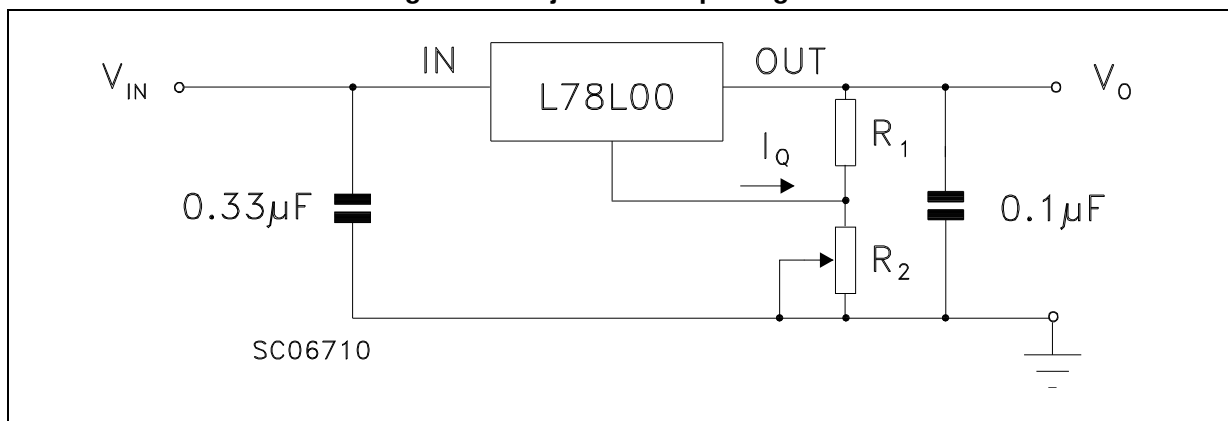 IN
OUT
V_IN
L78L00
V_O
I_Q
R_1
0.33µF
0.1µF
R_2
SC06710